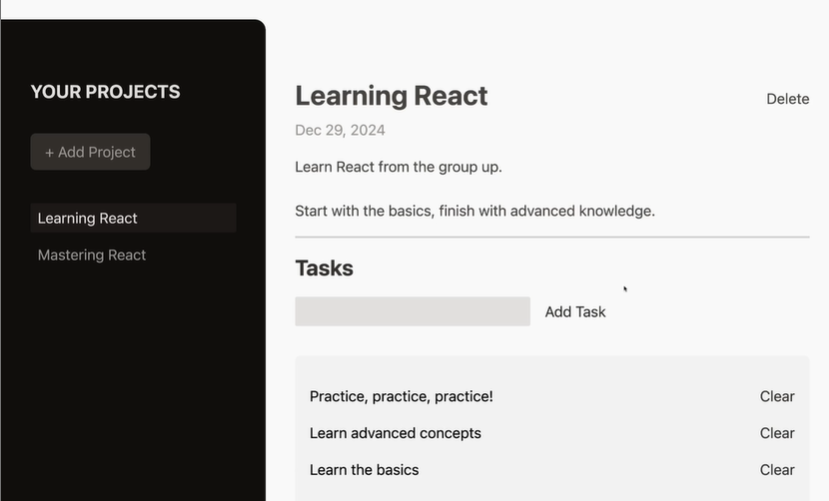 YOUR PROJECTS
+ Add Project
Learning React
Mastering React
Learning React
Delete
Dec 29, 2024
Learn React from the group up.
Start with the basics, finish with advanced knowledge.
Tasks
Add Task
Practice, practice, practice!
Clear
Learn advanced concepts
Clear
Learn the basics
Clear